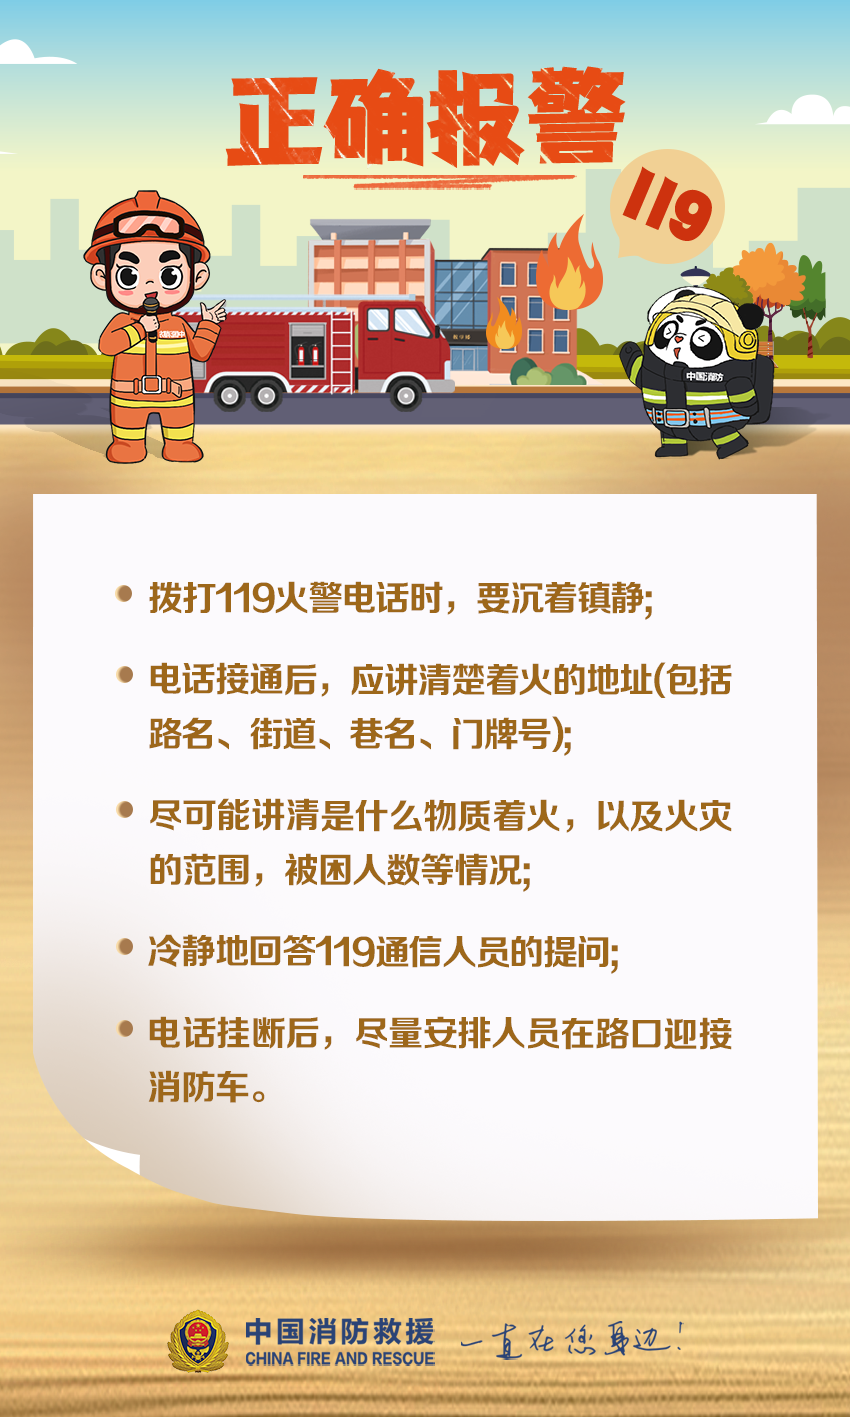 正确报警
119
中国消防
拨打119火警电话时，要沉着镇静;
电话接通后，应讲清楚着火的地址(包括
路名、街道、巷名、门牌号);
尽可能讲清是什么物质着火，以及火灾
的范围，被困人数等情况;
冷静地回答119通信人员的提问;
电话挂断后，尽量安排人员在路口迎接
消防车。
中国消防救援
CHINA FIRE AND RESCUE
一直在您身边！